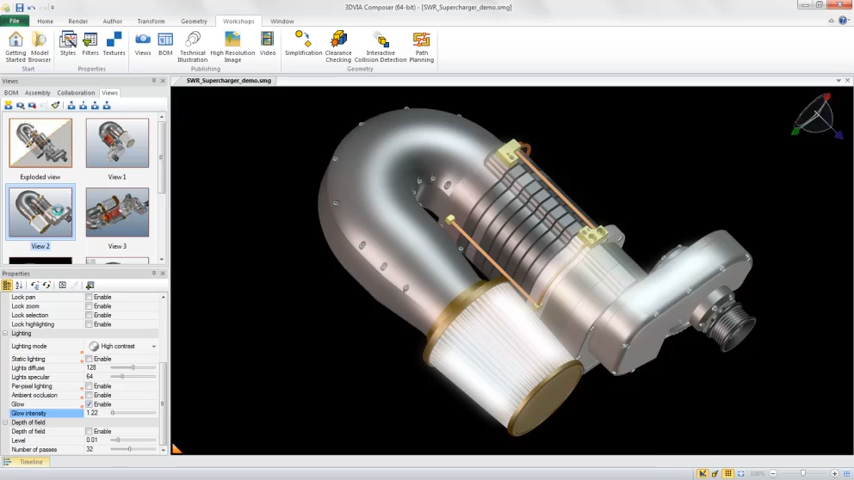 3DVIA Composer (64-bit) - [SWR_Supercharger_demo.smg]
File Home Render Author Transform Geometry Workshops Window
Getting Started
Model Browser
Styles
Filters
Textures
Views
BOM
Technical Illustration
High Resolution Image
Video
Simplification
Clearance Checking
Interactive Collision Detection
Path Planning
Start Properties Publishing Geometry
Views
SWR_Supercharger_demo.smg
BOM Assembly Collaboration Views
Exploded view View 1
View 2 View 3
Properties
Lock pan Enable
Lock zoom Enable
Lock selection Enable
Lock highlighting Enable
Lighting
Lighting mode High contrast
Static lighting Enable
Lights diffuse 128
Lights specular 64
Per-pixel lighting Enable
Ambient occlusion Enable
Glow Enable
Glow intensity 1.22
Depth of field
Depth of field Enable
Level 0.01
Number of passes 32
Timeline